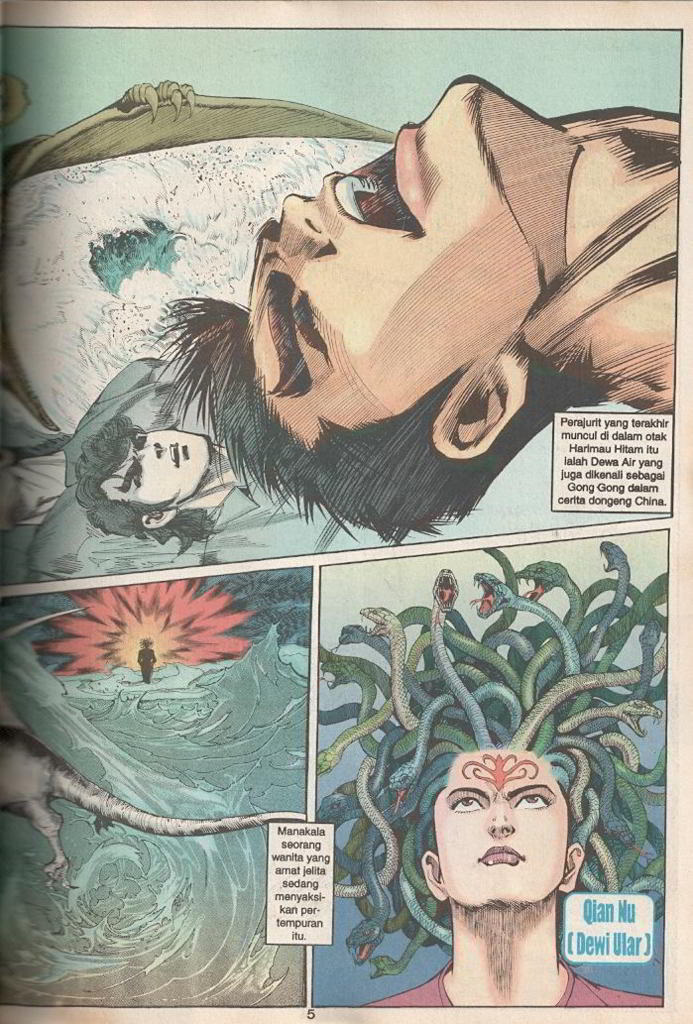 Perajurit yang terakhir
muncul di dalam otak
Harimau Hitam itu
ialah Dewa Air yang
juga dikenali sebagai
Gong Gong dalam
cerita dongeng China.
Manakala
seorang
wanita yang
amat jelita
sedang
menyaksi-
kan per-
tempuran
itu.
Qian Nu
(Dewi Ular)
5